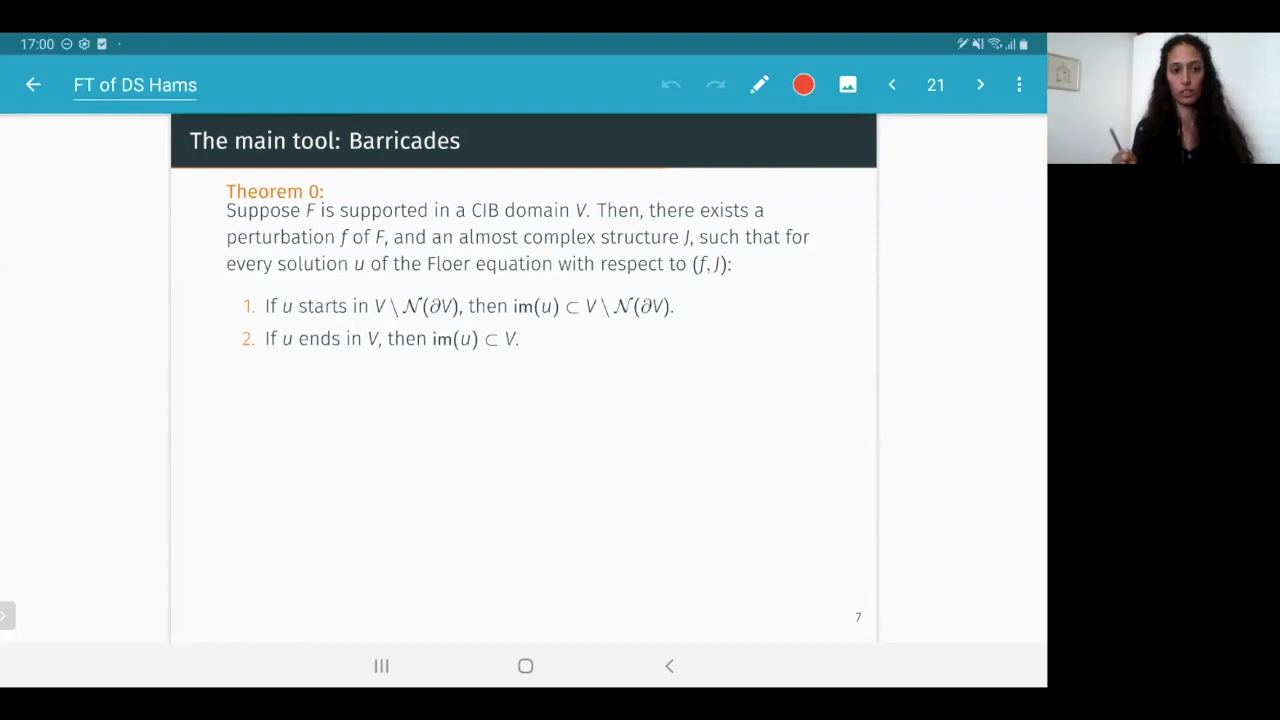 17:00
FT of DS Hams
21
The main tool: Barricades
Theorem 0:
Suppose F is supported in a CIB domain V. Then, there exists a
perturbation f of F, and an almost complex structure J, such that for
every solution u of the Floer equation with respect to (f, J):
1. If u starts in V \ 𝒩(∂V), then im(u) ⊂ V \ 𝒩(∂V).
2. If u ends in V, then im(u) ⊂ V.
7